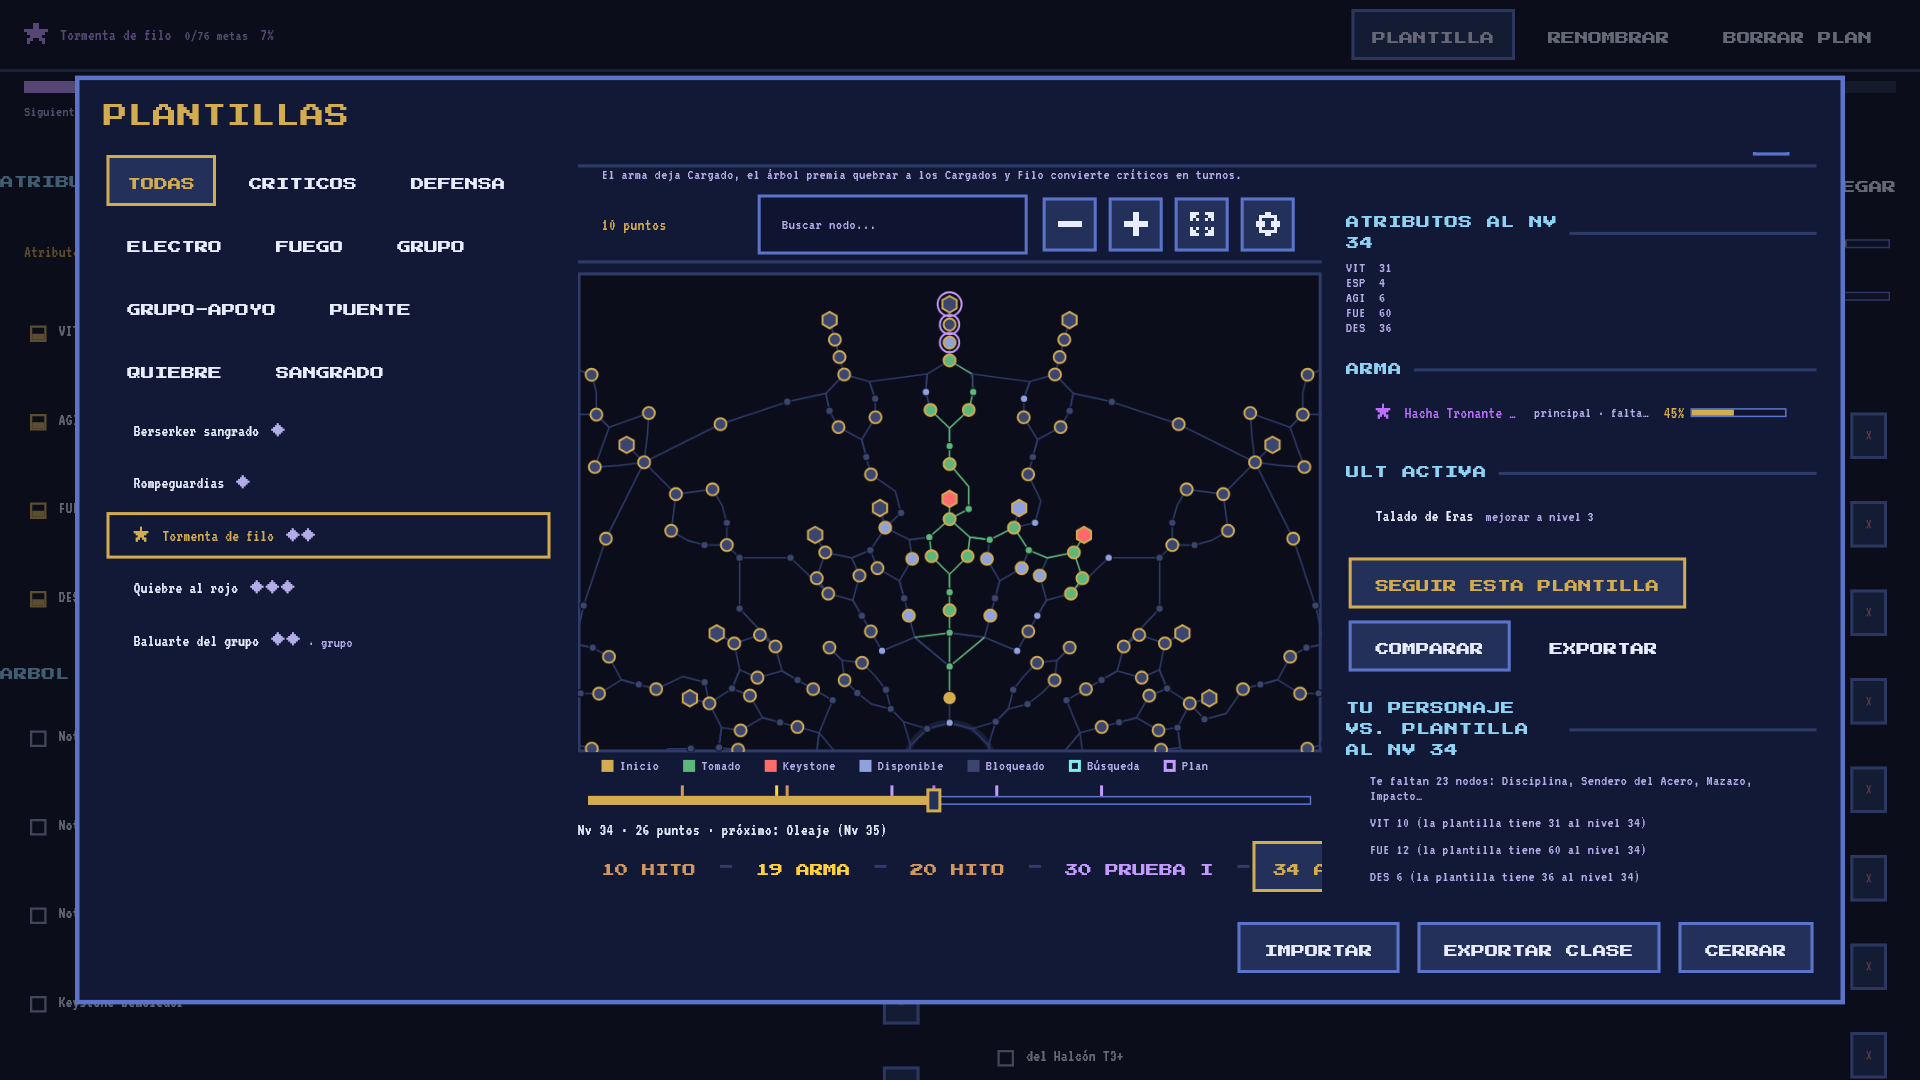 Tormenta de filo 0/76 metas 7%
PLANTILLA RENOMBRAR BORRAR PLAN
PLANTILLAS
TODAS CRITICOS DEFENSA
ELECTRO FUEGO GRUPO
GRUPO-APOYO PUENTE
QUIEBRE SANGRADO
Berserker sangrado
Rompeguardias
Tormenta de filo
Quiebre al rojo
Baluarte del grupo · grupo
El arma deja Cargado, el árbol premia quebrar a los Cargados y Filo convierte críticos en turnos.
10 puntos
Buscar nodo...
Inicio Tomado Keystone Disponible Bloqueado Búsqueda Plan
Nv 34 · 26 puntos · próximo: Oleaje (Nv 35)
10 HITO — 19 ARMA — 20 HITO — 30 PRUEBA I — 34
ATRIBUTOS AL NV
34
VIT 31
ESP 4
AGI 6
FUE 60
DES 36
ARMA
Hacha Tronante … principal · falta… 45%
ULT ACTIVA
Talado de Eras mejorar a nivel 3
SEGUIR ESTA PLANTILLA
COMPARAR EXPORTAR
TU PERSONAJE
VS. PLANTILLA
AL NV 34
Te faltan 23 nodos: Disciplina, Sendero del Acero, Mazazo,
Impacto…
VIT 10 (la plantilla tiene 31 al nivel 34)
FUE 12 (la plantilla tiene 60 al nivel 34)
DES 6 (la plantilla tiene 36 al nivel 34)
IMPORTAR EXPORTAR CLASE CERRAR
ARBOL
del Halcón T3+